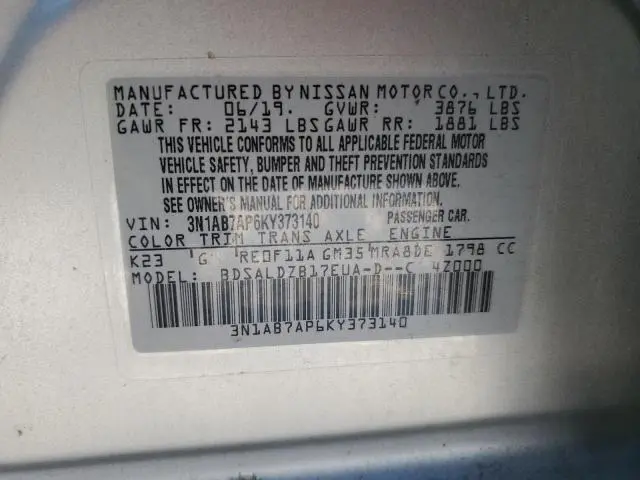 MANUFACTURED BY NISSAN MOTOR CO., LTD.
DATE: 06/19. GVWR: 3876 LBS
GAWR FR: 2143 LBS GAWR RR: 1881 LBS
THIS VEHICLE CONFORMS TO ALL APPLICABLE FEDERAL MOTOR
VEHICLE SAFETY, BUMPER AND THEFT PREVENTION STANDARDS
IN EFFECT ON THE DATE OF MANUFACTURE SHOWN ABOVE.
SEE OWNER'S MANUAL FOR ADDITIONAL INFORMATION.
VIN: 3N1AB7AP6KY373140 PASSENGER CAR.
COLOR TRIM TRANS AXLE ENGINE
K23 'G' 'RE0F11A GM35'MRA8DE 1798 CC
MODEL: BDSALDZB17EUA-D--C 4Z000
3N1AB7AP6KY373140